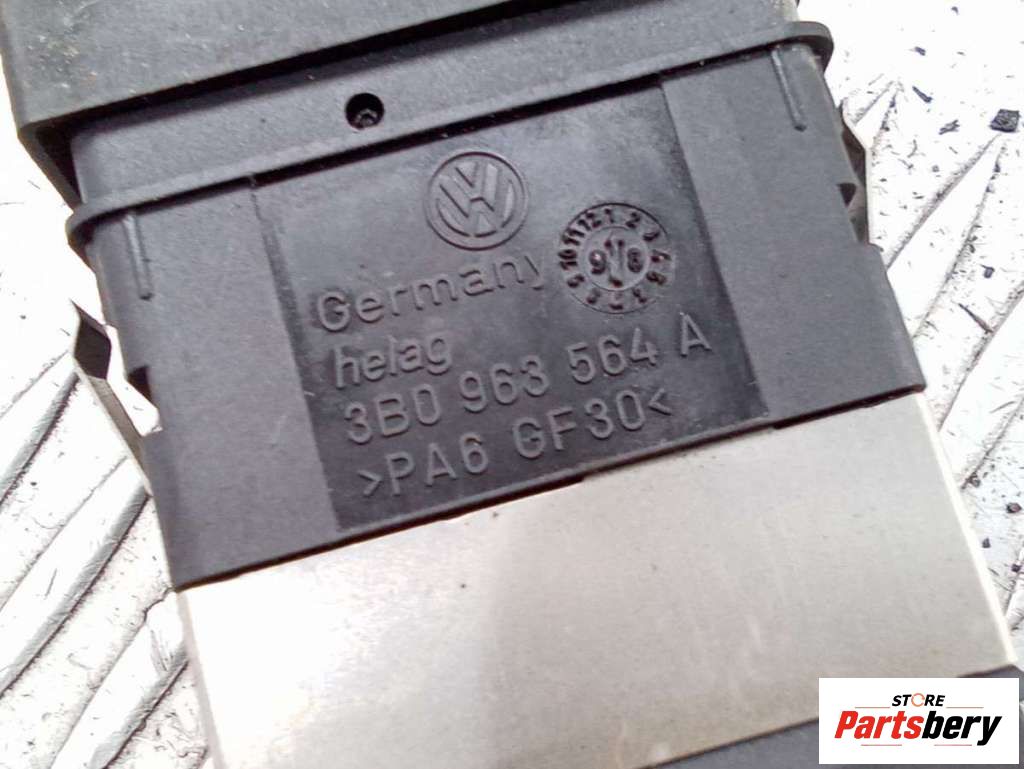 Germany
helag
3B0 963 564 A
>PA6 GF30<
STORE
Partsbery